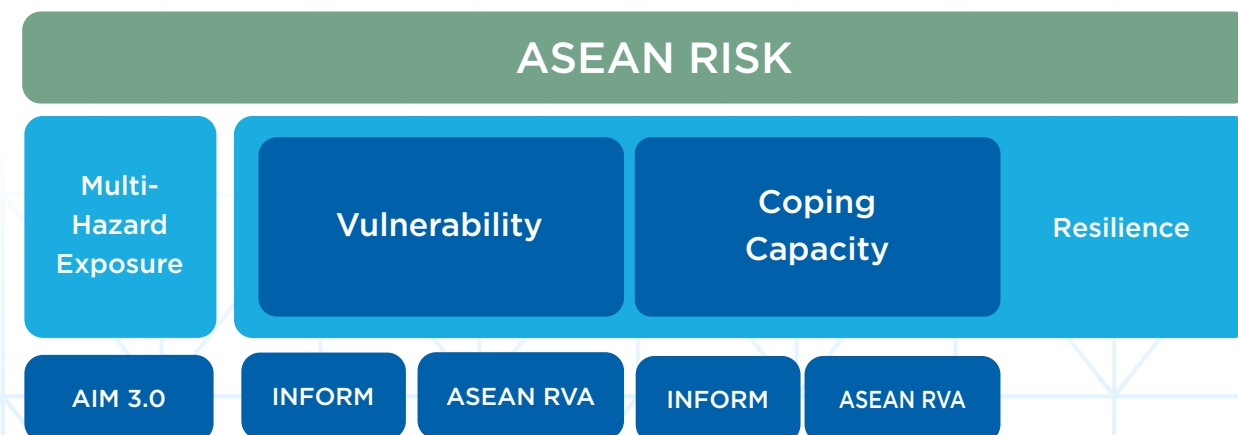 ASEAN RISK
Multi-
Hazard
Exposure
Vulnerability
Coping
Capacity
Resilience
AIM 3.0
INFORM
ASEAN RVA
INFORM
ASEAN RVA